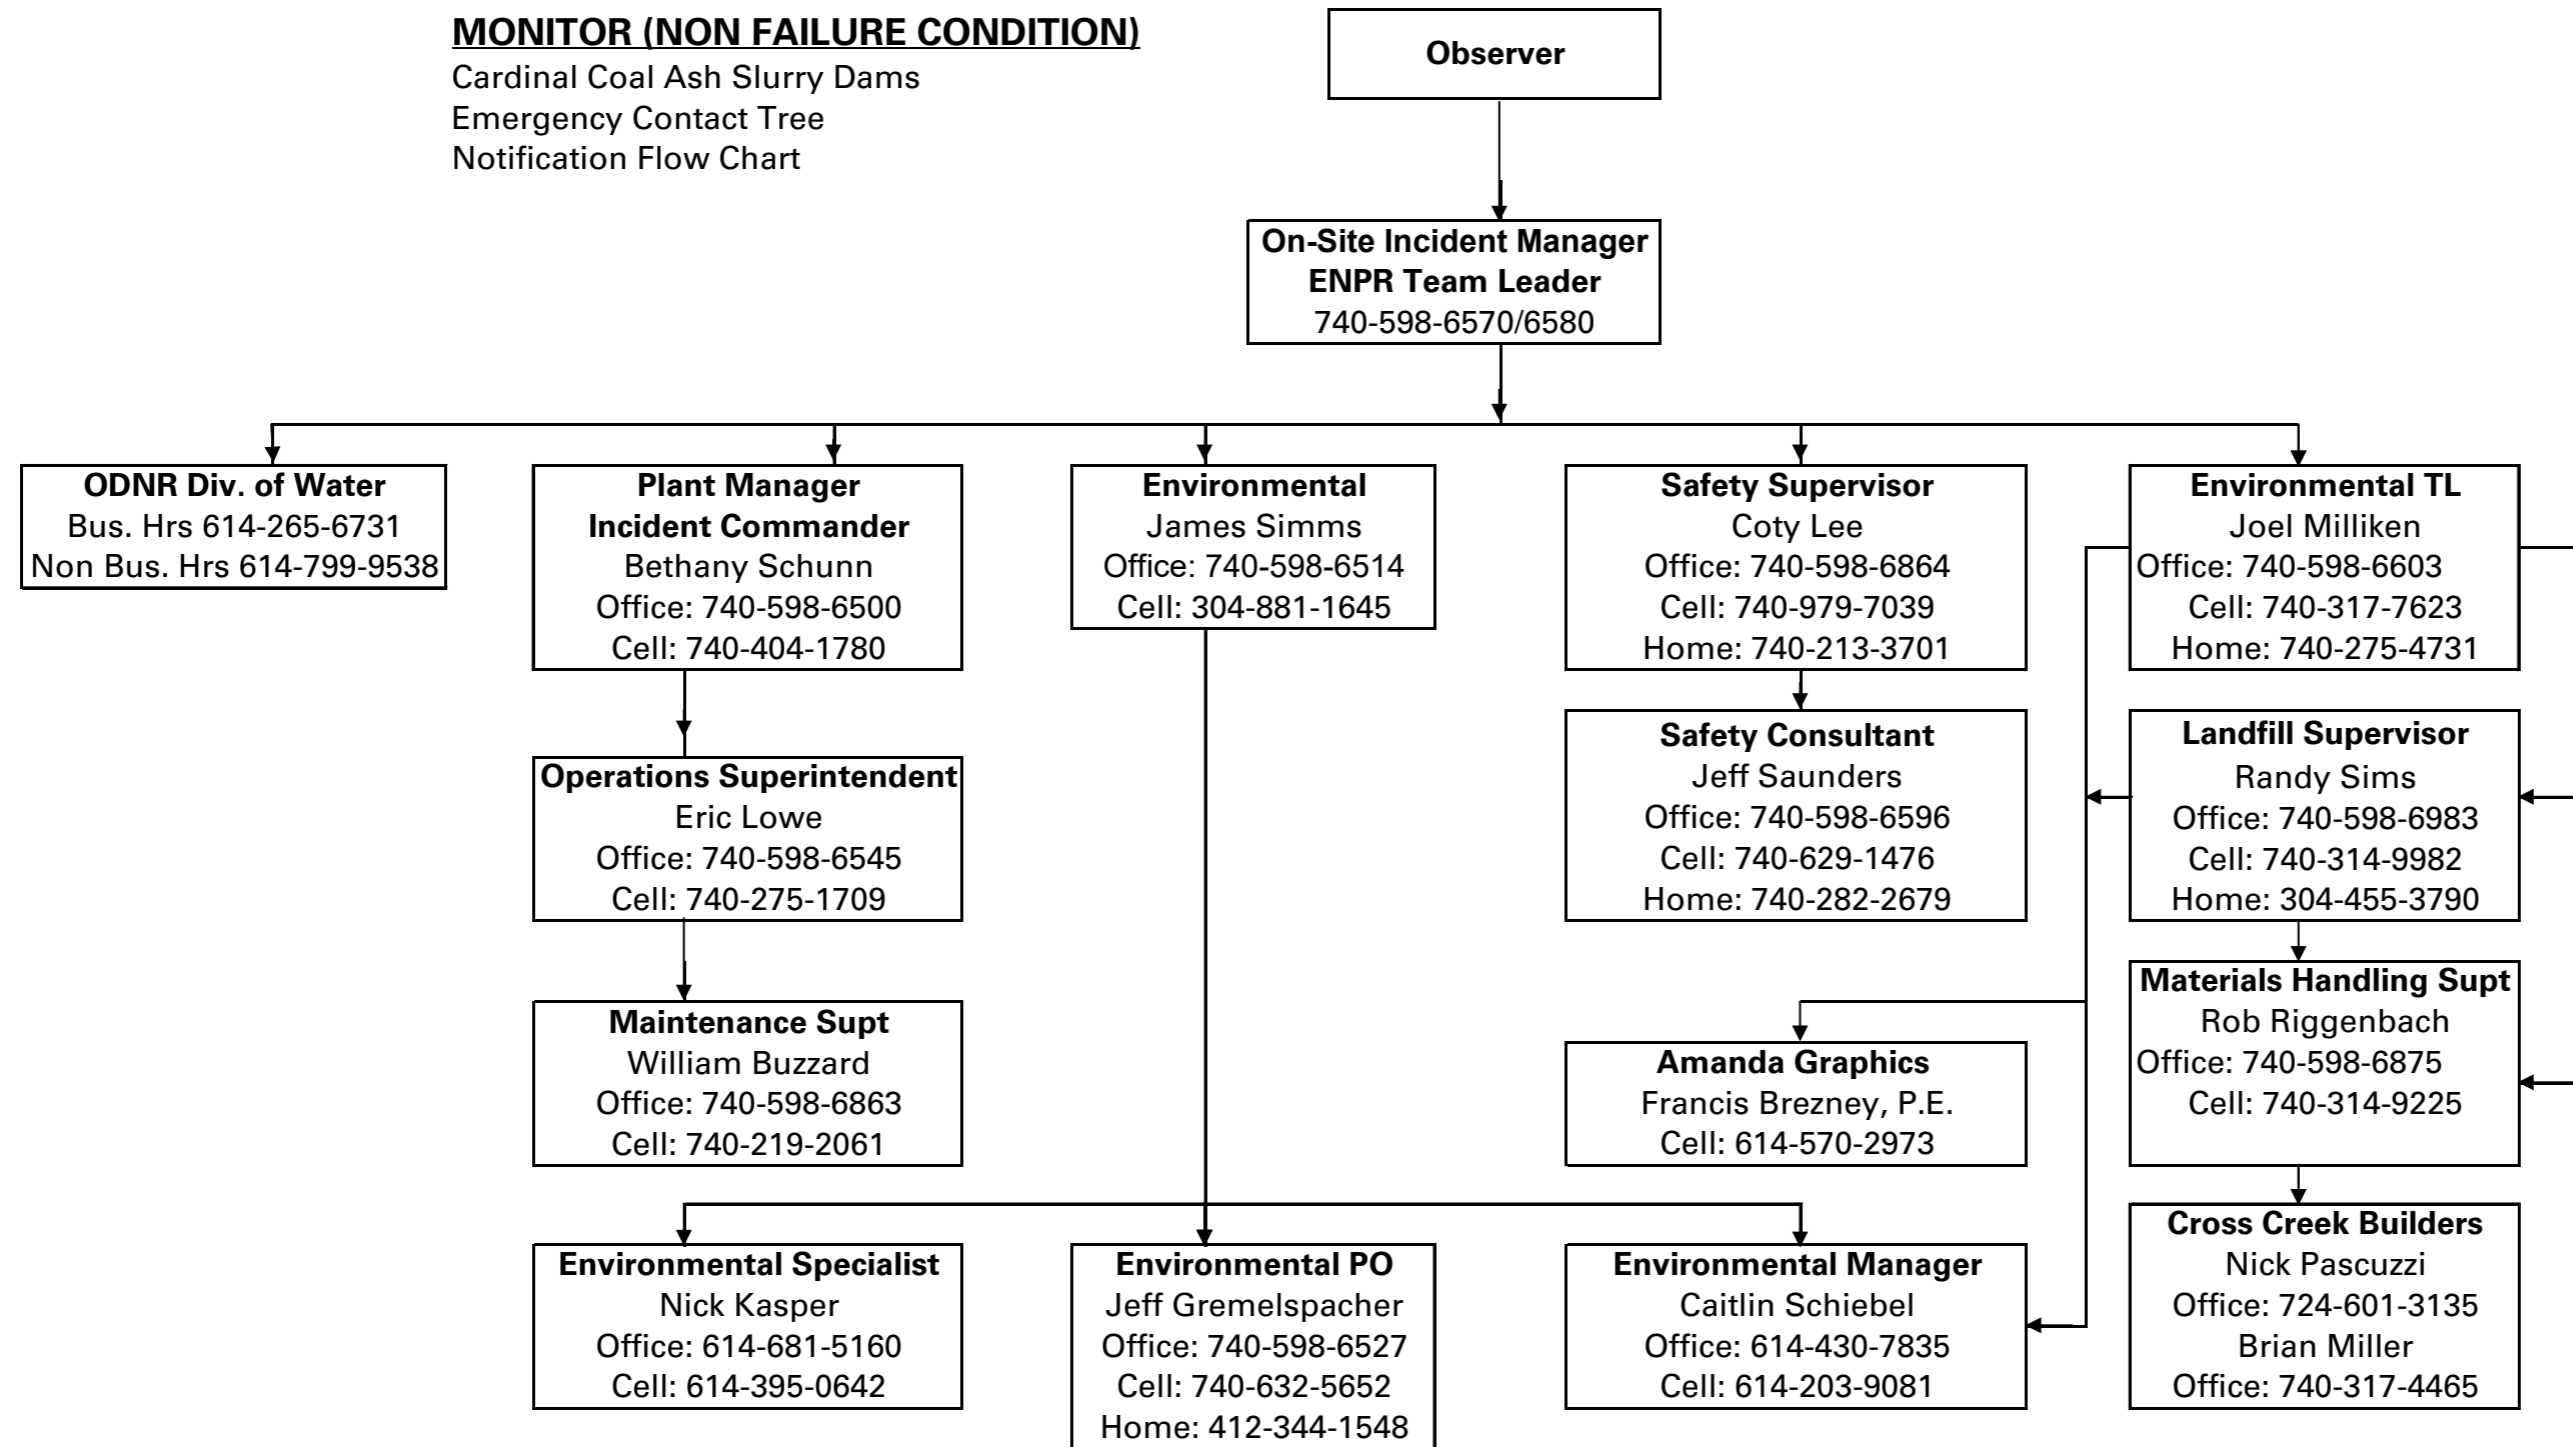 MONITOR (NON FAILURE CONDITION)
Cardinal Coal Ash Slurry Dams
Emergency Contact Tree
Notification Flow Chart
Observer
On-Site Incident Manager
ENPR Team Leader
740-598-6570/6580
ODNR Div. of Water
Bus. Hrs 614-265-6731
Non Bus. Hrs 614-799-9538
Plant Manager
Incident Commander
Bethany Schunn
Office: 740-598-6500
Cell: 740-404-1780
Environmental
James Simms
Office: 740-598-6514
Cell: 304-881-1645
Safety Supervisor
Coty Lee
Office: 740-598-6864
Cell: 740-979-7039
Home: 740-213-3701
Environmental TL
Joel Milliken
Office: 740-598-6603
Cell: 740-317-7623
Home: 740-275-4731
Operations Superintendent
Eric Lowe
Office: 740-598-6545
Cell: 740-275-1709
Safety Consultant
Jeff Saunders
Office: 740-598-6596
Cell: 740-629-1476
Home: 740-282-2679
Landfill Supervisor
Randy Sims
Office: 740-598-6983
Cell: 740-314-9982
Home: 304-455-3790
Maintenance Supt
William Buzzard
Office: 740-598-6863
Cell: 740-219-2061
Amanda Graphics
Francis Brezney, P.E.
Cell: 614-570-2973
Materials Handling Supt
Rob Riggenbach
Office: 740-598-6875
Cell: 740-314-9225
Environmental Specialist
Nick Kasper
Office: 614-681-5160
Cell: 614-395-0642
Environmental PO
Jeff Gremelspacher
Office: 740-598-6527
Cell: 740-632-5652
Home: 412-344-1548
Environmental Manager
Caitlin Schiebel
Office: 614-430-7835
Cell: 614-203-9081
Cross Creek Builders
Nick Pascuzzi
Office: 724-601-3135
Brian Miller
Office: 740-317-4465